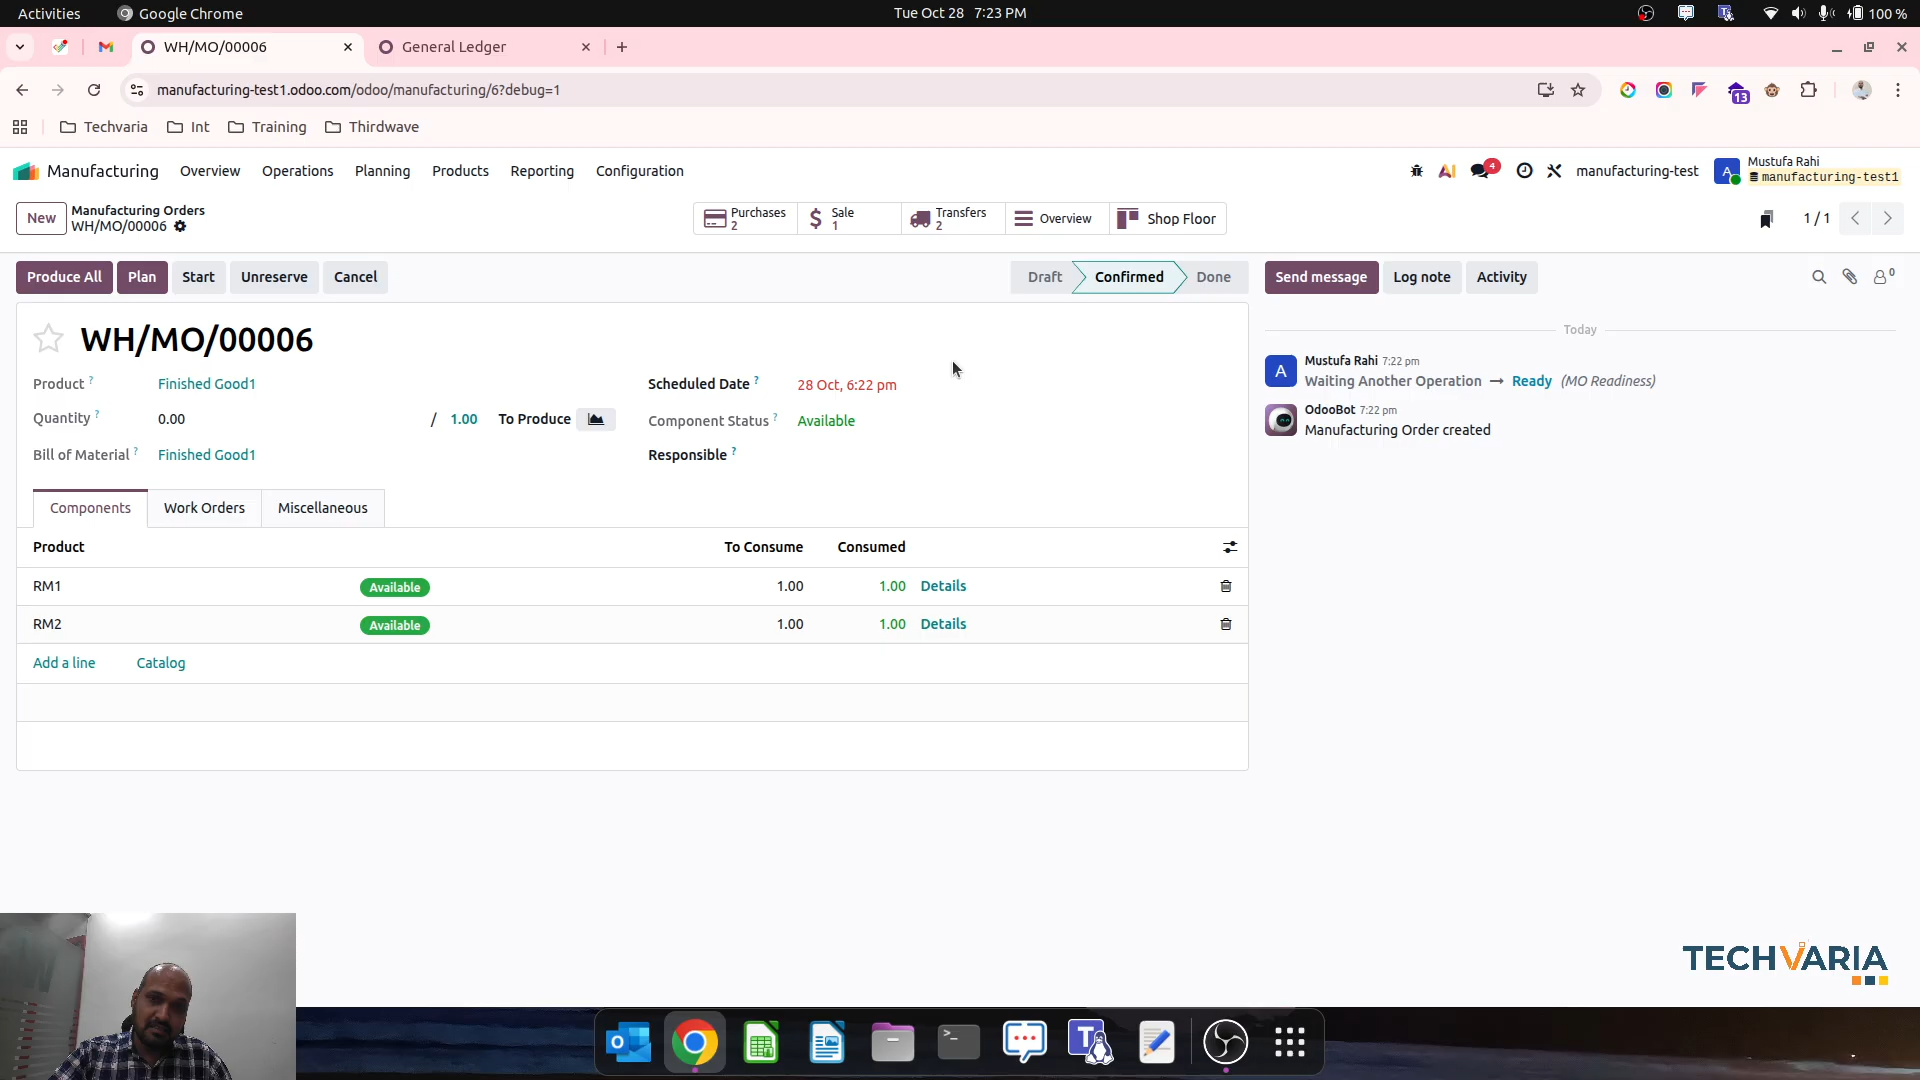 Activities
Google Chrome
Tue Oct 28 7:23 PM
100 %
WH/MO/00006
General Ledger
manufacturing-test1.odoo.com/odoo/manufacturing/6?debug=1
13
Techvaria
Int
Training
Thirdwave
Manufacturing
Overview
Operations
Planning
Products
Reporting
Configuration
AI
4
manufacturing-test
A
Mustufa Rahi
manufacturing-test1
New
Manufacturing Orders
WH/MO/00006
Purchases
2
Sale
1
Transfers
2
Overview
Shop Floor
1 / 1
Produce All
Plan
Start
Unreserve
Cancel
Draft
Confirmed
Done
Send message
Log note
Activity
0
WH/MO/00006
Product ?
Finished Good1
Scheduled Date ?
28 Oct, 6:22 pm
Quantity ?
0.00
/ 1.00
To Produce
Component Status ?
Available
Bill of Material ?
Finished Good1
Responsible ?
Components
Work Orders
Miscellaneous
Product
To Consume
Consumed
RM1
Available
1.00
1.00
Details
RM2
Available
1.00
1.00
Details
Add a line
Catalog
Today
A
Mustufa Rahi 7:22 pm
Waiting Another Operation → Ready (MO Readiness)
OdooBot 7:22 pm
Manufacturing Order created
TECHVARIA